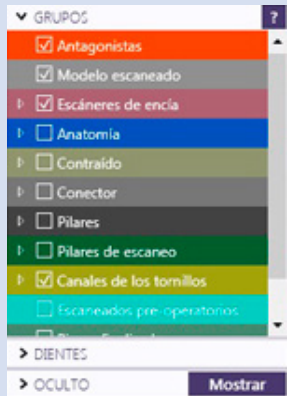 GRUPOS ?
Antagonistas
Modelo escaneado
Escáneres de encía
Anatomía
Contraído
Conector
Pilares
Pilares de escaneo
Canales de los tornillos
Escaneados pre-operatorios
DIENTES
OCULTO Mostrar